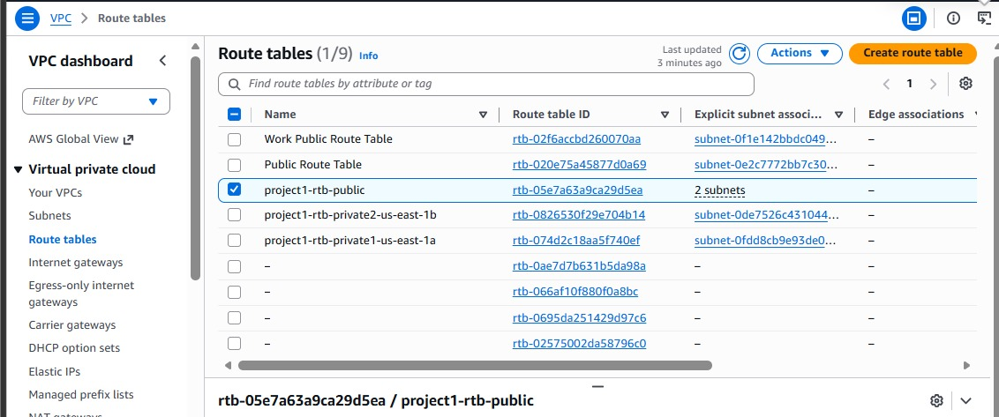 VPC > Route tables
VPC dashboard
Filter by VPC
AWS Global View
Virtual private cloud
Your VPCs
Subnets
Route tables
Internet gateways
Egress-only internet
gateways
Carrier gateways
DHCP option sets
Elastic IPs
Managed prefix lists
NAT gateways
Route tables (1/9) Info
Last updated
3 minutes ago
Actions
Create route table
Find route tables by attribute or tag
1
Name Route table ID Explicit subnet associ... Edge associations
Work Public Route Table rtb-02f6accbd260070aa subnet-0f1e142bbdc049... –
Public Route Table rtb-020e75a45877d0a69 subnet-0e2c7772bb7c30... –
project1-rtb-public rtb-05e7a63a9ca29d5ea 2 subnets –
project1-rtb-private2-us-east-1b rtb-0826530f29e704b14 subnet-0de7526c431044... –
project1-rtb-private1-us-east-1a rtb-074d2c18aa5f740ef subnet-0fdd8cb9e93de0... –
– rtb-0ae7d7b631b5da98a – –
– rtb-066af10f880f0a8bc – –
– rtb-0695da251429d97c6 – –
– rtb-02575002da58796c0 – –
rtb-05e7a63a9ca29d5ea / project1-rtb-public